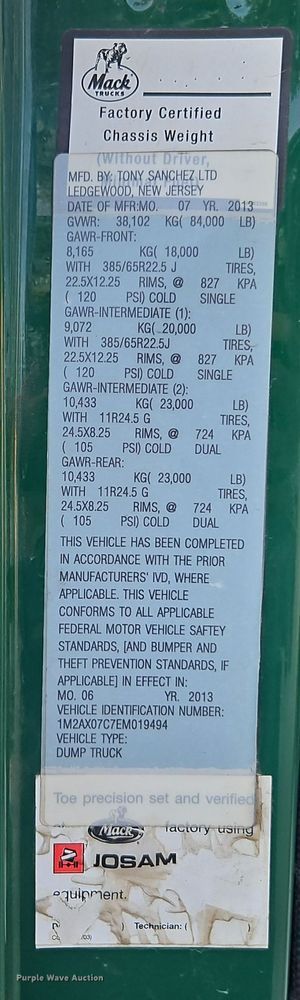 Mack
TRUCKS
Factory Certified
Chassis Weight
(Without Driver,
MFD. BY: TONY SANCHEZ LTD
LEDGEWOOD, NEW JERSEY
DATE OF MFR:MO. 07 YR. 2013
GVWR: 38,102 KG( 84,000 LB)
GAWR-FRONT:
8,165 KG( 18,000 LB)
WITH 385/65R22.5 J TIRES,
22.5X12.25 RIMS, @ 827 KPA
( 120 PSI) COLD SINGLE
GAWR-INTERMEDIATE (1):
9,072 KG( 20,000 LB)
WITH 385/65R22.5J TIRES,
22.5X12.25 RIMS, @ 827 KPA
( 120 PSI) COLD SINGLE
GAWR-INTERMEDIATE (2):
10,433 KG( 23,000 LB)
WITH 11R24.5 G TIRES,
24.5X8.25 RIMS, @ 724 KPA
( 105 PSI) COLD DUAL
GAWR-REAR:
10,433 KG( 23,000 LB)
WITH 11R24.5 G TIRES,
24.5X8.25 RIMS, @ 724 KPA
( 105 PSI) COLD DUAL
THIS VEHICLE HAS BEEN COMPLETED
IN ACCORDANCE WITH THE PRIOR
MANUFACTURERS' IVD, WHERE
APPLICABLE. THIS VEHICLE
CONFORMS TO ALL APPLICABLE
FEDERAL MOTOR VEHICLE SAFTEY
STANDARDS, [AND BUMPER AND
THEFT PREVENTION STANDARDS, IF
APPLICABLE] IN EFFECT IN:
MO. 06 YR. 2013
VEHICLE IDENTIFICATION NUMBER:
1M2AX07C7EM019494
VEHICLE TYPE:
DUMP TRUCK
Toe precision set and verified
Mack factory using
JOSAM
equipment.
/03) ) Technician: (
Purple Wave Auction